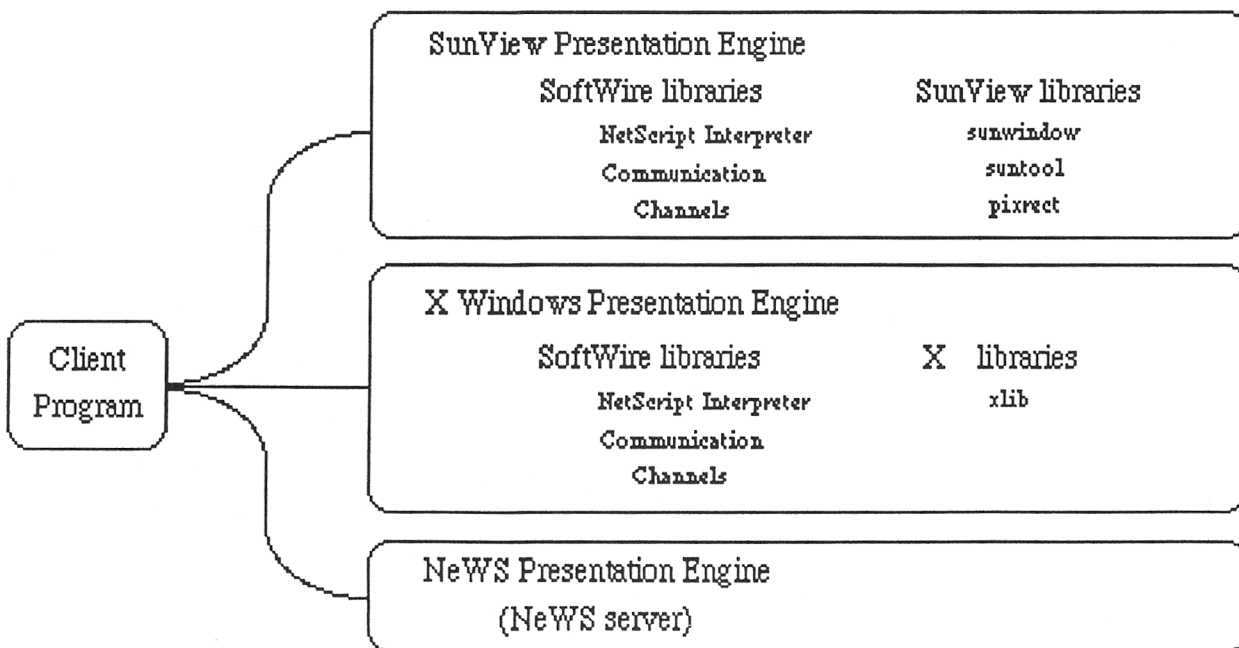 SunView Presentation Engine
SoftWire libraries
NetScript Interpreter
Communication
Channels
SunView libraries
sunwindow
suntool
pixrect
X Windows Presentation Engine
SoftWire libraries
NetScript Interpreter
Communication
Channels
X libraries
xlib
Client
Program
NeWS Presentation Engine
(NeWS server)